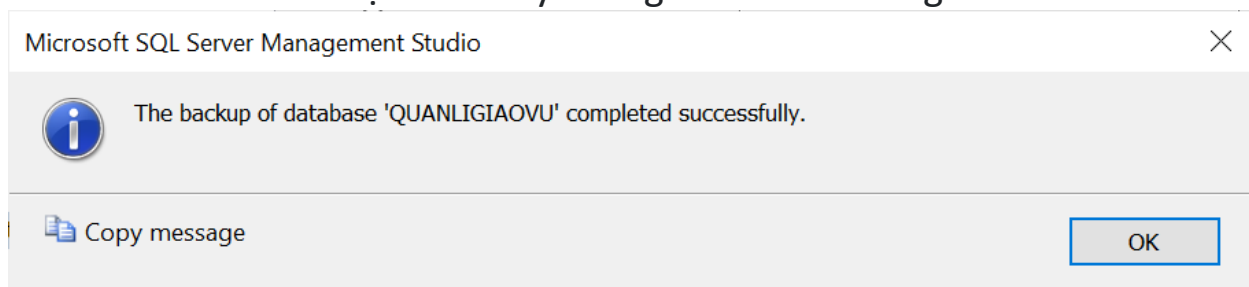 Microsoft SQL Server Management Studio
The backup of database 'QUANLIGIAOVU' completed successfully.
Copy message
OK